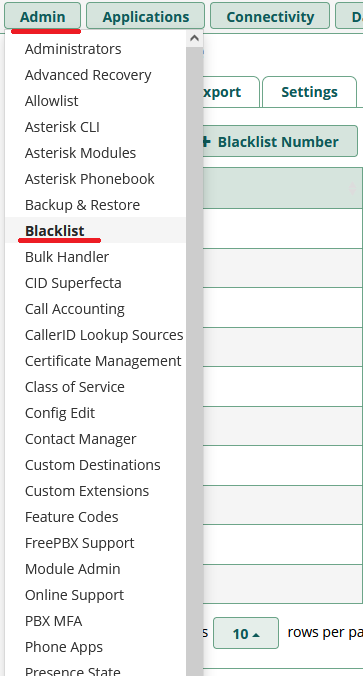 Admin Applications Connectivity
Administrators
Advanced Recovery
Allowlist
xport Settings
Asterisk CLI
Blacklist Number
Asterisk Modules
Asterisk Phonebook
Backup & Restore
Blacklist
Bulk Handler
CID Superfecta
Call Accounting
CallerID Lookup Sources
Certificate Management
Class of Service
Config Edit
Contact Manager
Custom Destinations
Custom Extensions
Feature Codes
FreePBX Support
Module Admin
Online Support
PBX MFA
s 10 rows per pa
Phone Apps
Presence State